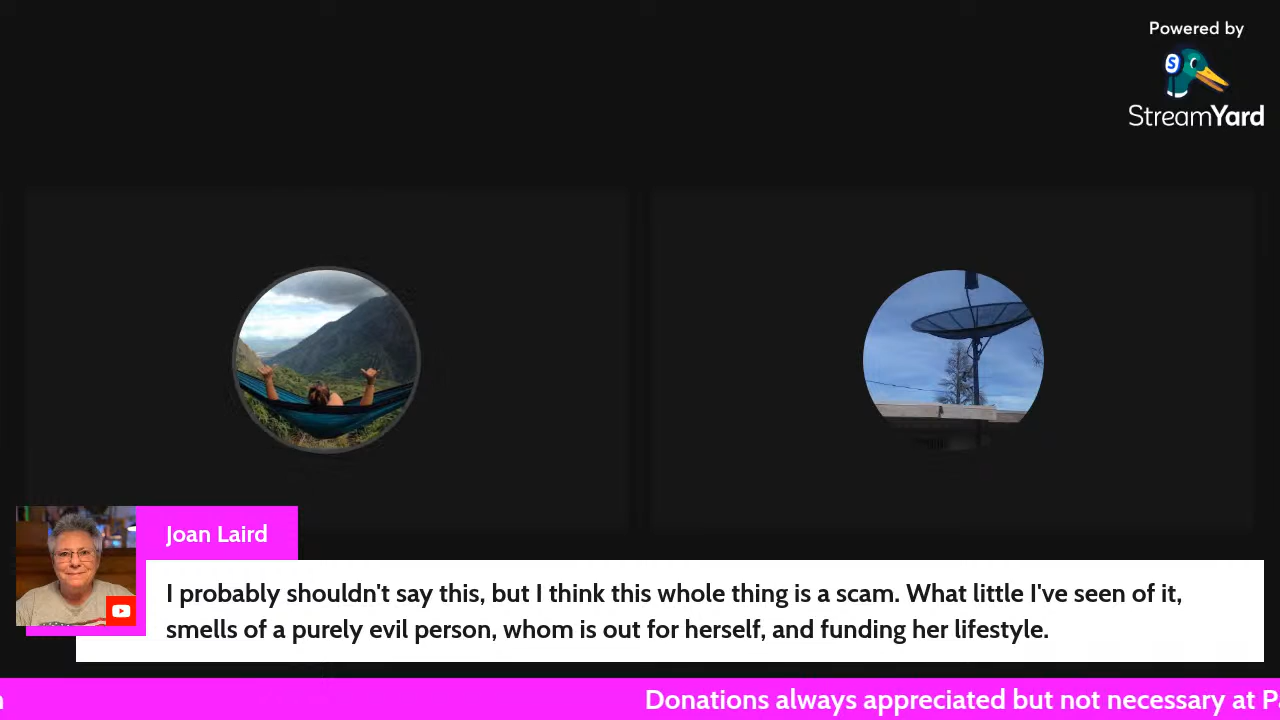 Powered by
S
StreamYard
Joan Laird
I probably shouldn't say this, but I think this whole thing is a scam. What little I've seen of it,
smells of a purely evil person, whom is out for herself, and funding her lifestyle.
Donations always appreciated but not necessary at